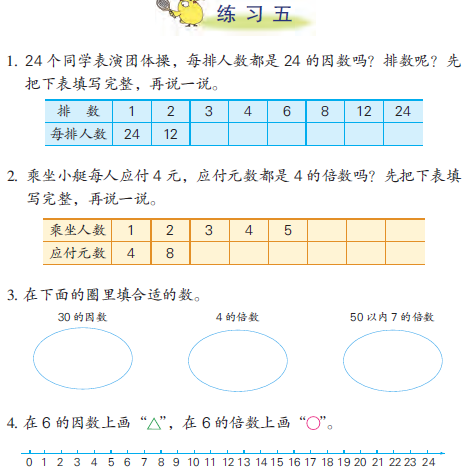 练习五
1. 24 个同学表演团体操，每排人数都是 24 的因数吗？排数呢？先
把下表填写完整，再说一说。
排 数 1 2 3 4 6 8 12 24
每排人数 24 12
2. 乘坐小艇每人应付 4 元，应付元数都是 4 的倍数吗？先把下表填
写完整，再说一说。
乘坐人数 1 2 3 4 5
应付元数 4 8
3. 在下面的圈里填合适的数。
30 的因数 4 的倍数 50 以内 7 的倍数
4. 在 6 的因数上画“△”，在 6 的倍数上画“○”。
0 1 2 3 4 5 6 7 8 9 10 11 12 13 14 15 16 17 18 19 20 21 22 23 24